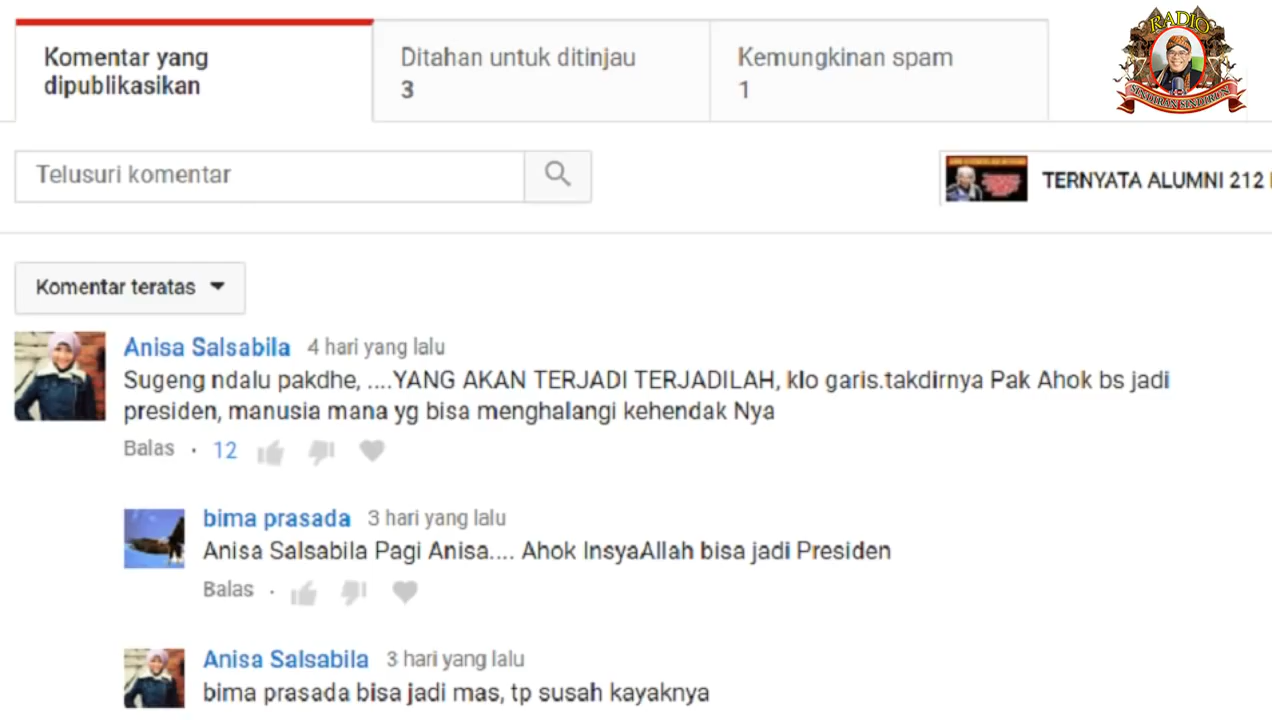 Komentar yang
dipublikasikan
Ditahan untuk ditinjau
3
Kemungkinan spam
1
RADIO
SENDIRAN SENDIRUN
Telusuri komentar
TERNYATA ALUMNI 212
Komentar teratas
Anisa Salsabila 4 hari yang lalu
Sugeng ndalu pakdhe, ....YANG AKAN TERJADI TERJADILAH, klo garis.takdirnya Pak Ahok bs jadi
presiden, manusia mana yg bisa menghalangi kehendak Nya
Balas · 12
bima prasada 3 hari yang lalu
Anisa Salsabila Pagi Anisa.... Ahok InsyaAllah bisa jadi Presiden
Balas ·
Anisa Salsabila 3 hari yang lalu
bima prasada bisa jadi mas, tp susah kayaknya